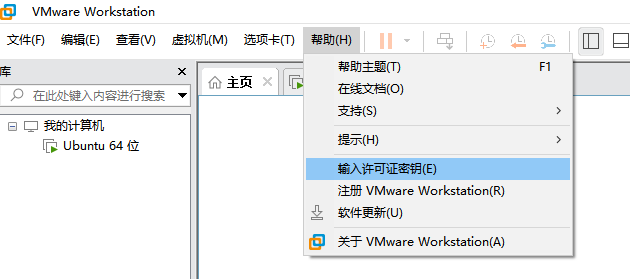 VMware Workstation
文件(F) 编辑(E) 查看(V) 虚拟机(M) 选项卡(T) 帮助(H)
库
在此处键入内容进行搜索
我的计算机
Ubuntu 64 位
主页
帮助主题(T) F1
在线文档(O)
支持(S)
提示(H)
输入许可证密钥(E)
注册 VMware Workstation(R)
软件更新(U)
关于 VMware Workstation(A)